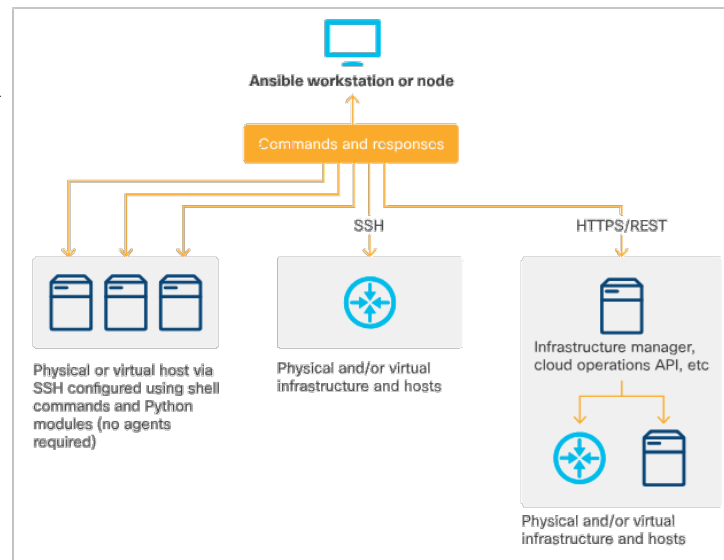 Ansible workstation or node
Commands and responses
SSH
HTTPS/REST
Physical or virtual host via
SSH configured using shell
commands and Python
modules (no agents
required)
Physical and/or virtual
infrastructure and hosts
Infrastructure manager,
cloud operations API, etc
Physical and/or virtual
infrastructure and hosts